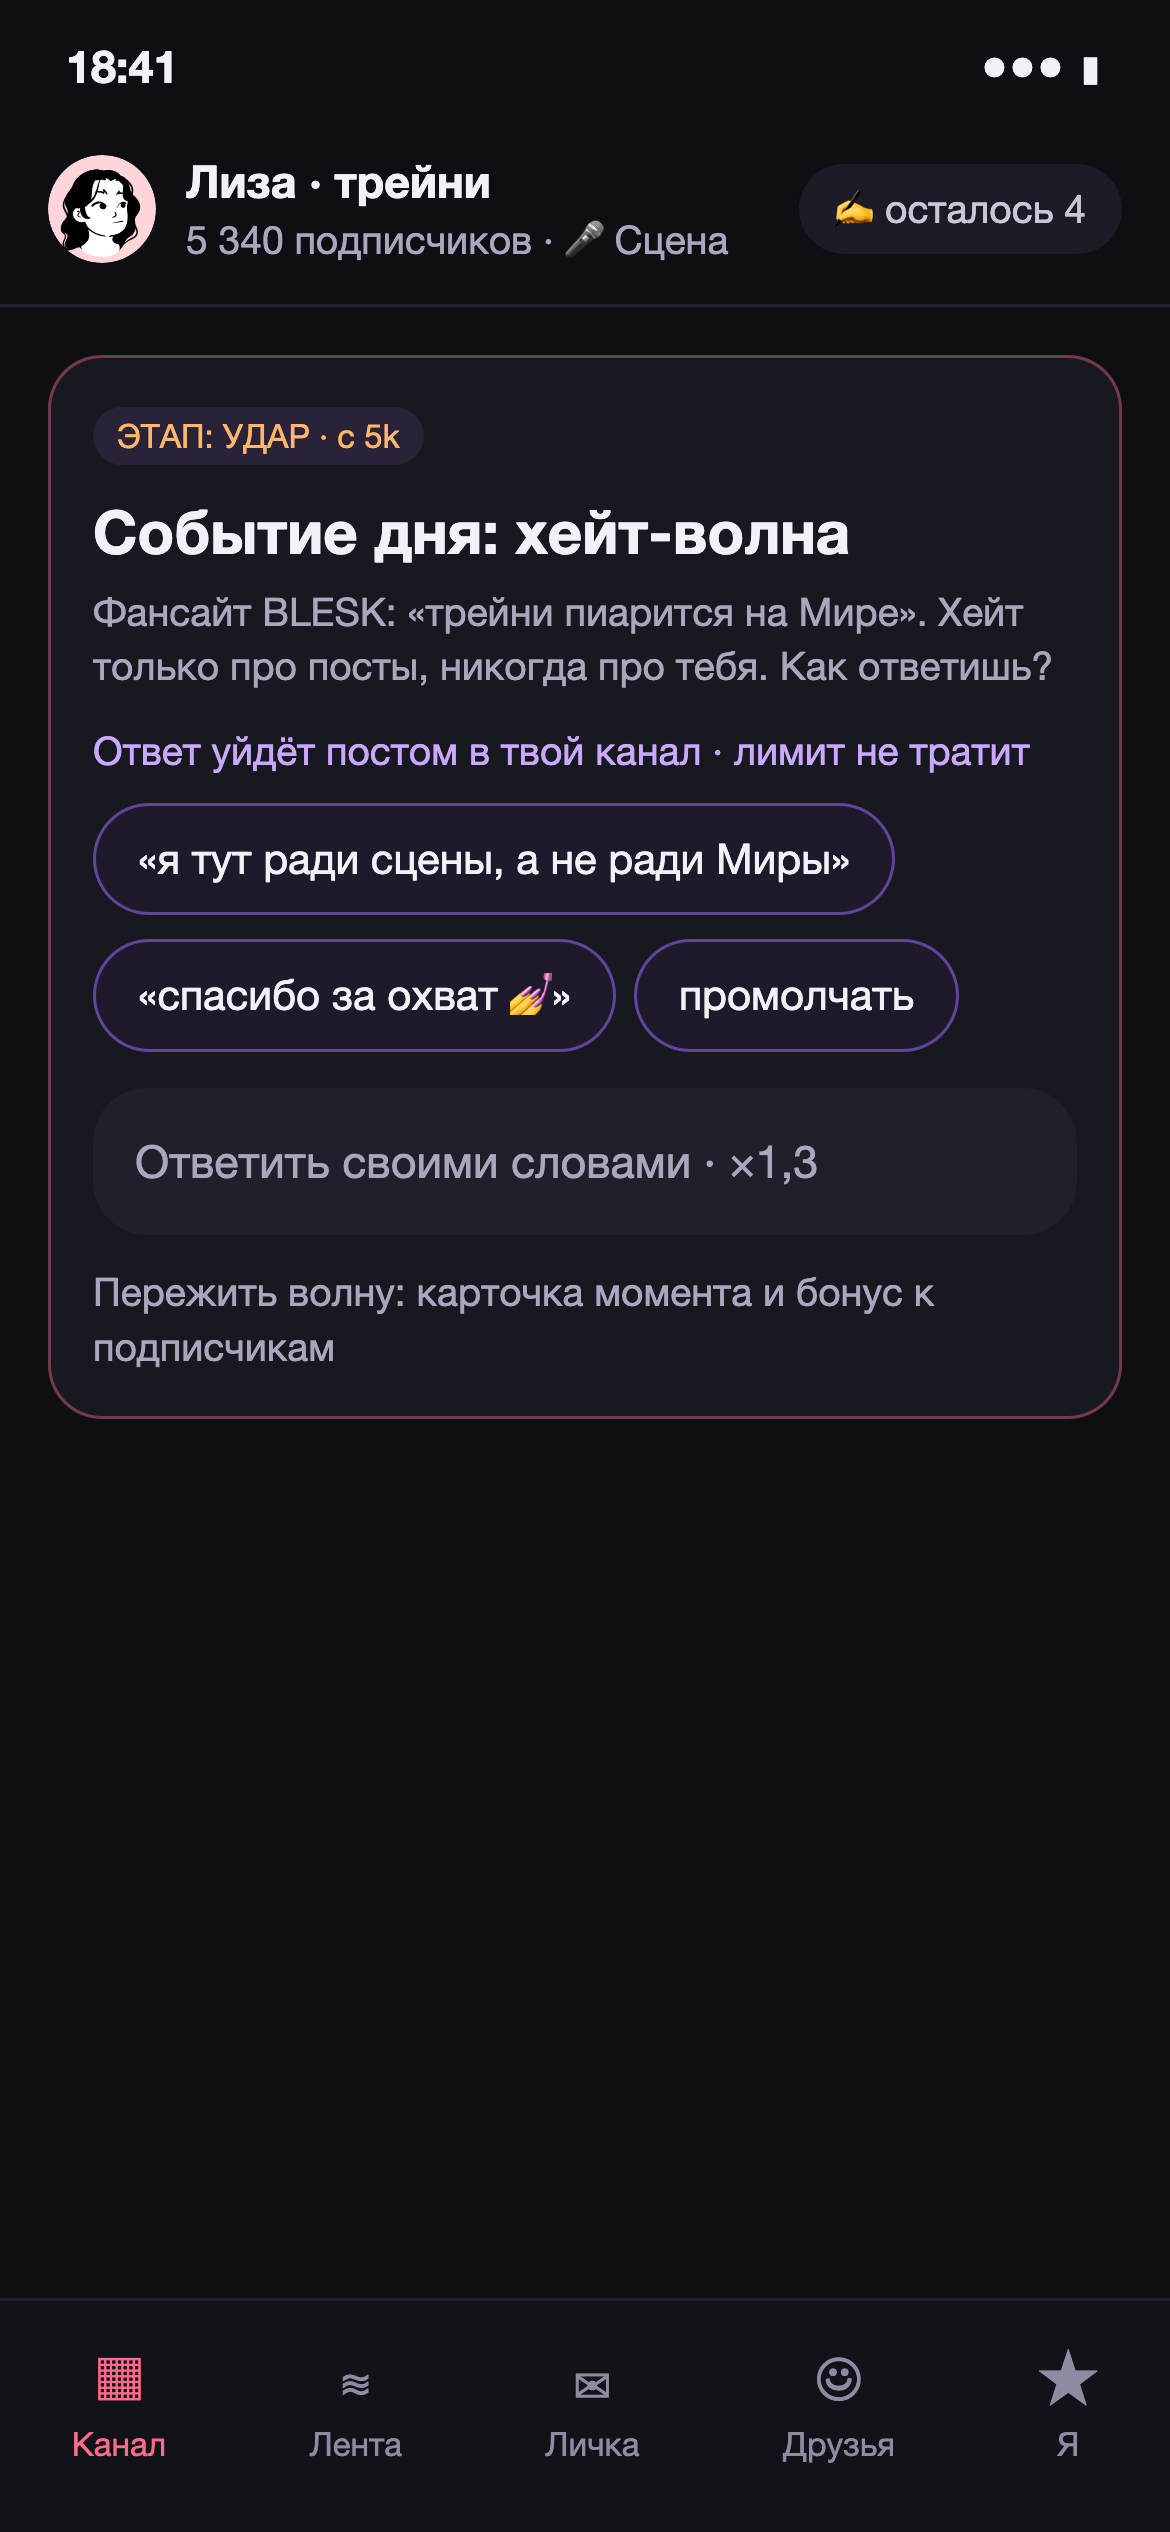 18:41
Лиза · трейни
5 340 подписчиков · 🎤 Сцена
✍️ осталось 4
ЭТАП: УДАР · с 5k
Событие дня: хейт-волна
Фансайт BLESK: «трейни пиарится на Мире». Хейт
только про посты, никогда про тебя. Как ответишь?
Ответ уйдёт постом в твой канал · лимит не тратит
«я тут ради сцены, а не ради Миры»
«спасибо за охват 💅»
промолчать
Ответить своими словами · ×1,3
Пережить волну: карточка момента и бонус к
подписчикам
Канал
Лента
Личка
Друзья
Я